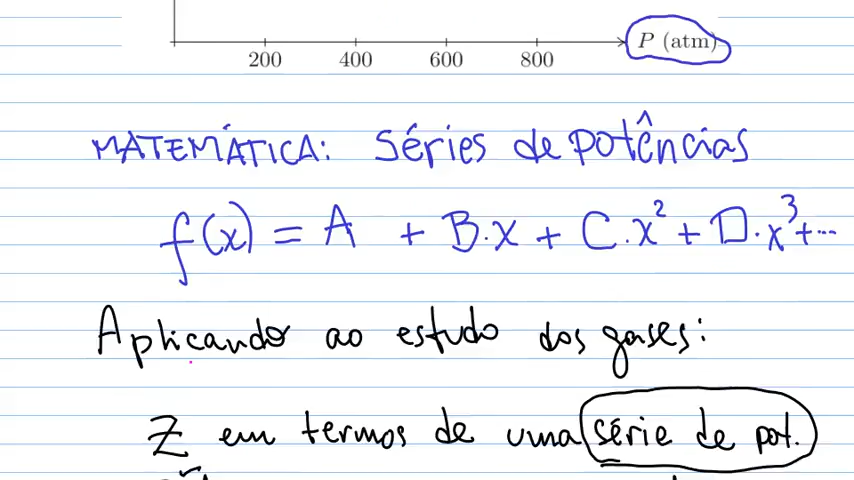 200 400 600 800 P (atm)
MATEMÁTICA: Séries de potências
f(x) = A + B.x + C.x² + D.x³+...
Aplicando ao estudo dos gases:
Z em termos de uma série de pot.